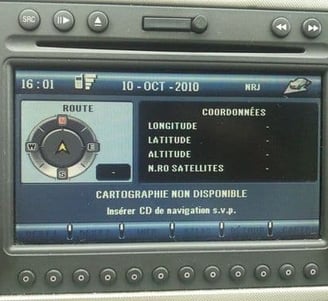 SRC
16:01 10-OCT-2010 NRJ
ROUTE
COORDONNÉES
LONGITUDE -
LATITUDE -
ALTITUDE -
N.RO SATELLITES -
W E
S
-
CARTOGRAPHIE NON DISPONIBLE
Insérer CD de navigation s.v.p.